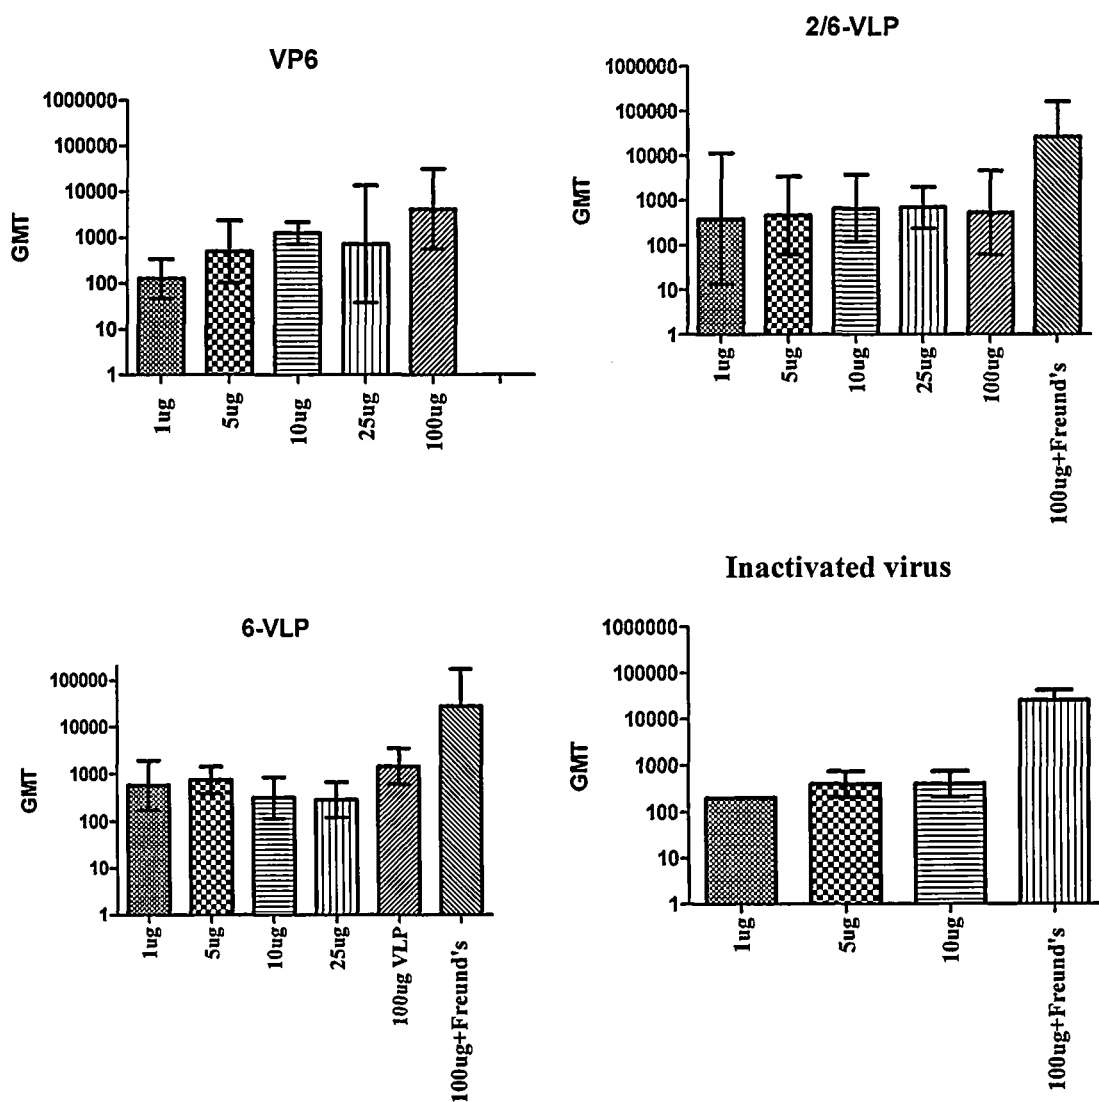 VP6
GMT
1000000
100000
10000
1000
100
10
1
1ug
5ug
10ug
25ug
100ug
2/6-VLP
GMT
1000000
100000
10000
1000
100
10
1
1ug
5ug
10ug
25ug
100ug
100ug+Freund's
6-VLP
GMT
100000
10000
1000
100
10
1
1ug
5ug
10ug
25ug
100ug VLP
100ug+Freund's
Inactivated virus
GMT
1000000
100000
10000
1000
100
10
1
1ug
5ug
10ug
100ug+Freund's